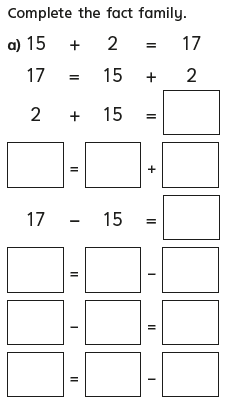 Complete the fact family.
a) 15 + 2 = 17
17 = 15 + 2
2 + 15 =
= +
17 − 15 =
= −
− =
= −